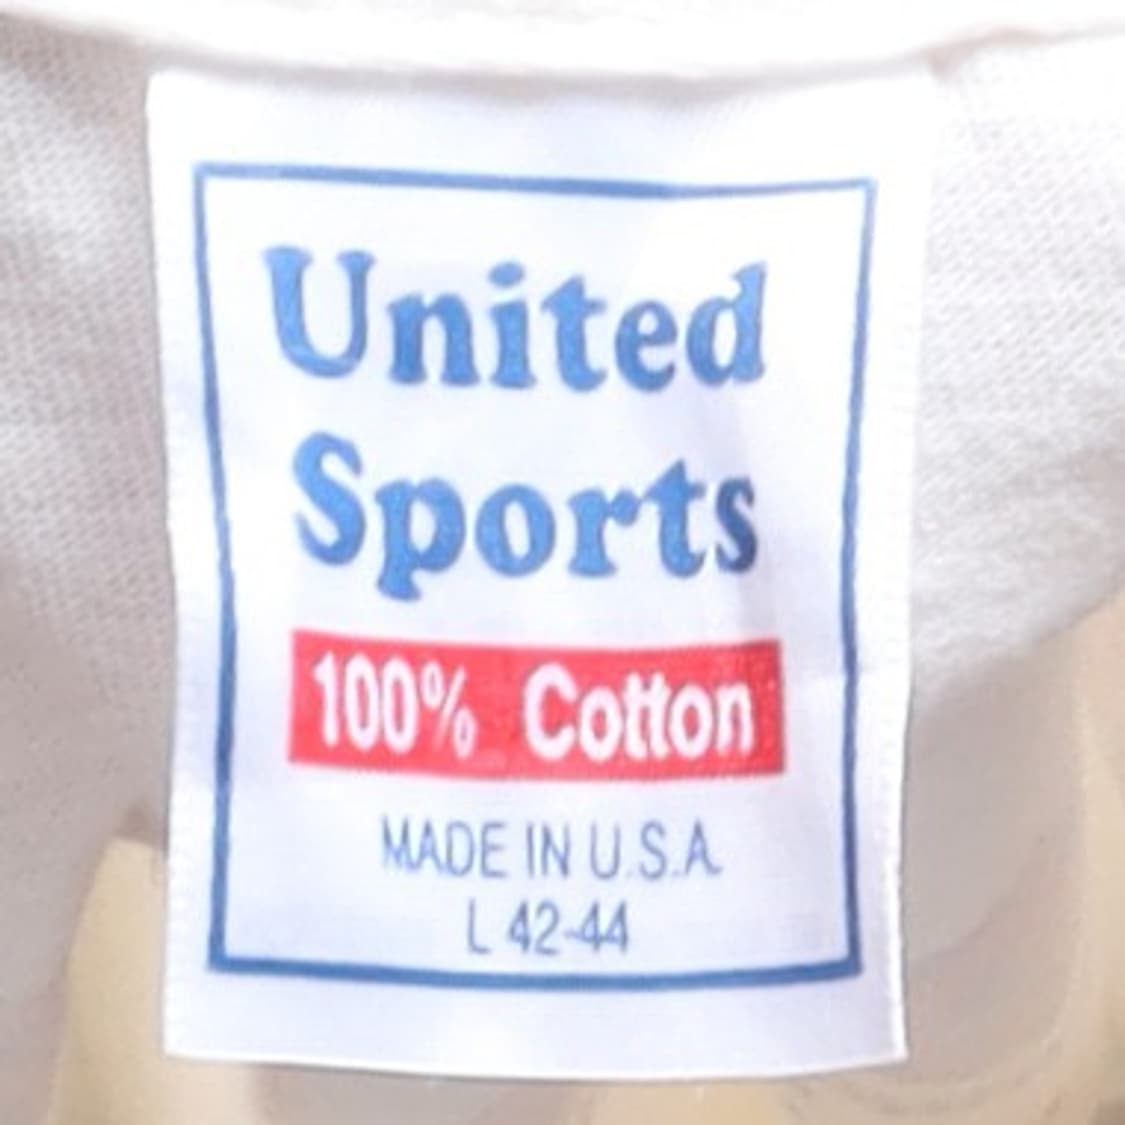 United
Sports
100% Cotton
MADE IN U.S.A.
L 42-44